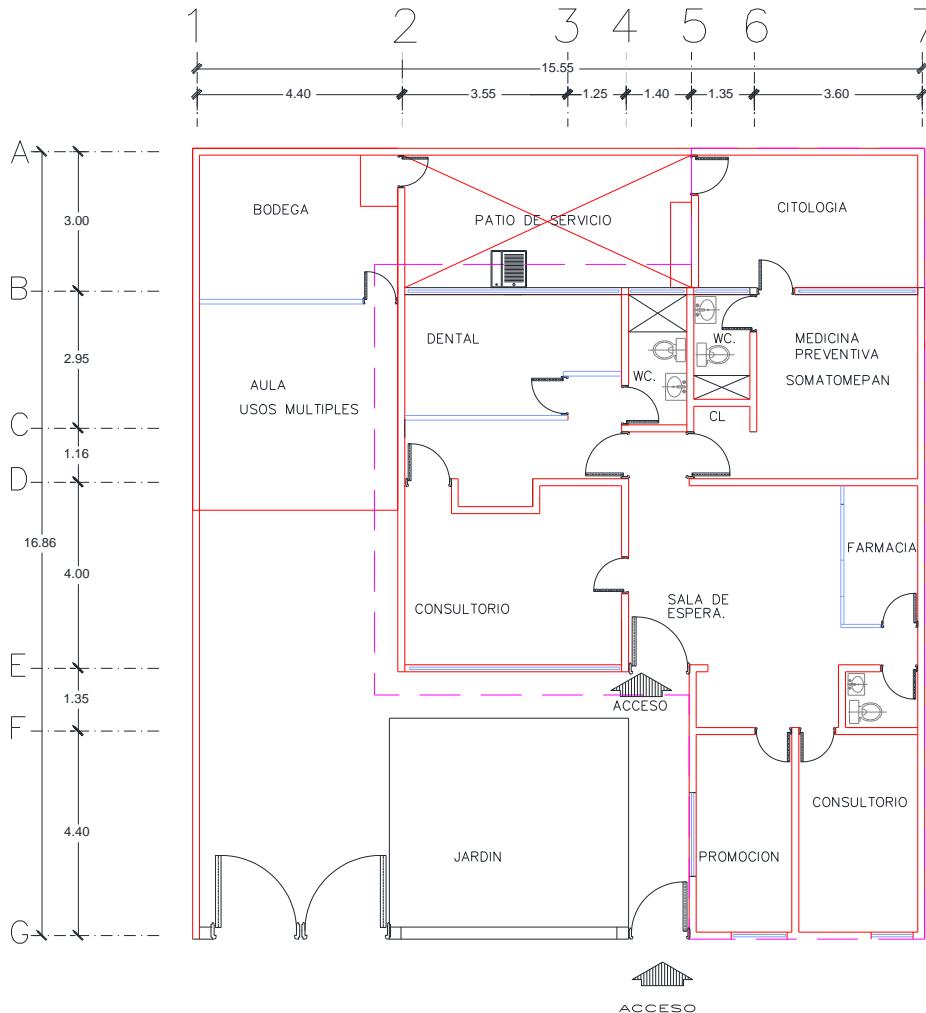 1 2 3 4 5 6 7
15.55
4.40 3.55 1.25 1.40 1.35 3.60
A
B
C
D
E
F
G
3.00
2.95
1.16
16.86
4.00
1.35
4.40
BODEGA
PATIO DE SERVICIO
CITOLOGIA
DENTAL
WC.
WC.
MEDICINA
PREVENTIVA
SOMATOMEPAN
AULA
USOS MULTIPLES
CL
FARMACIA
CONSULTORIO
SALA DE
ESPERA.
ACCESO
CONSULTORIO
JARDIN
PROMOCION
ACCESO